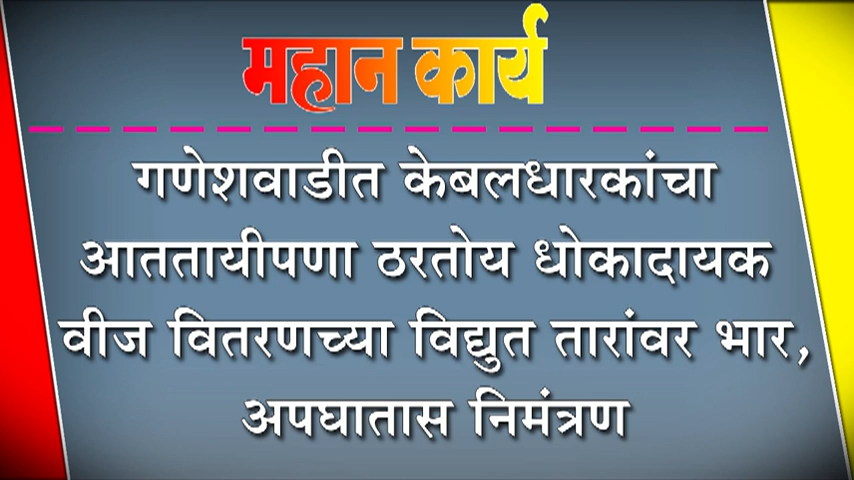 महान कार्य
गणेशवाडीत केबलधारकांचा
आततायीपणा ठरतोय धोकादायक
वीज वितरणच्या विद्युत तारांवर भार,
अपघातास निमंत्रण